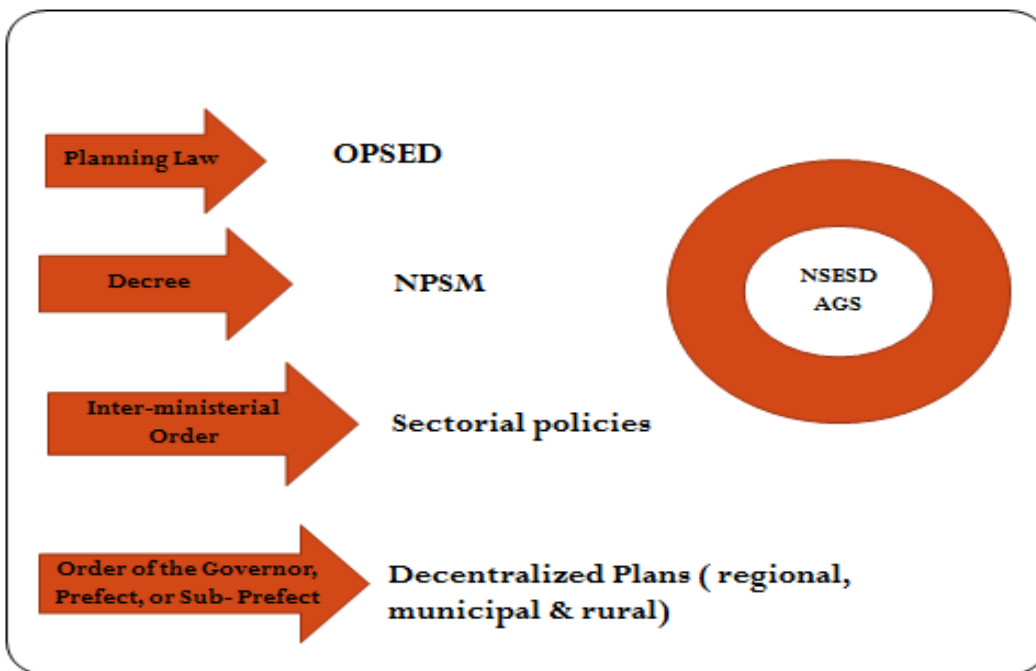 Planning Law
OPSED
Decree
NPSM
NSESD
AGS
Inter-ministerial
Order
Sectorial policies
Order of the Governor,
Prefect, or Sub- Prefect
Decentralized Plans ( regional,
municipal & rural)